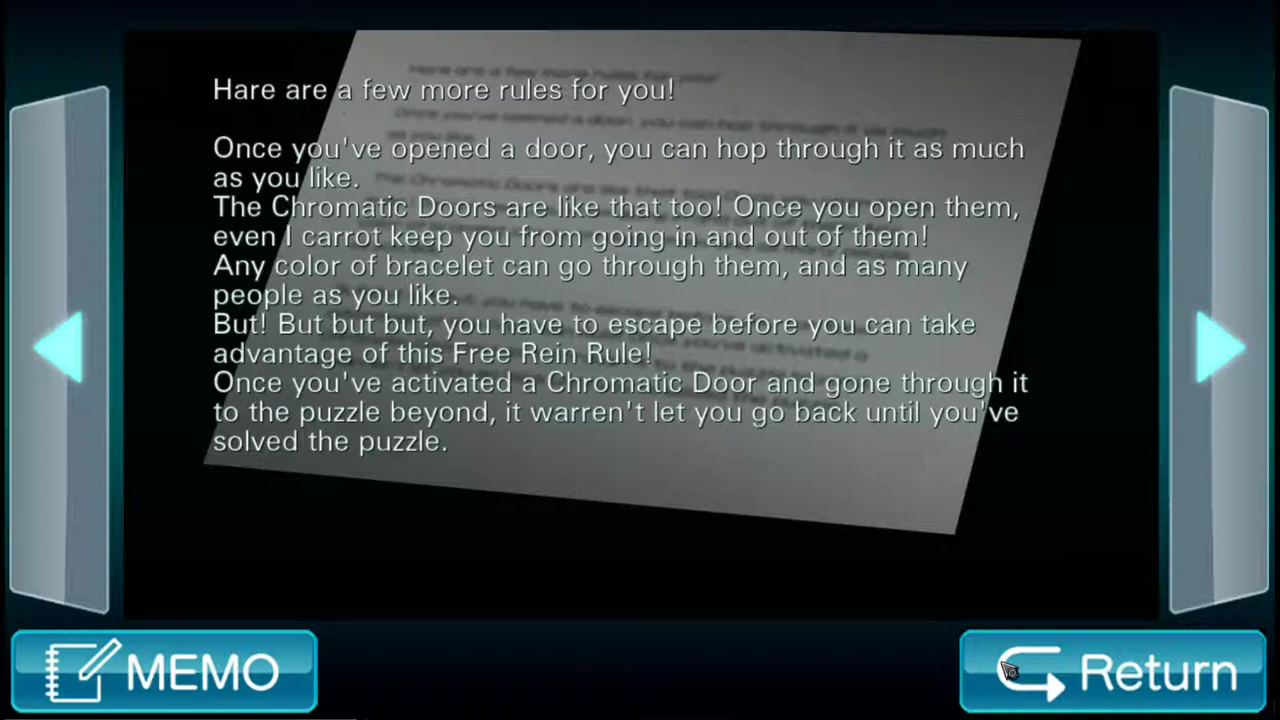 Hare are a few more rules for you!
Once you've opened a door, you can hop through it as much
as you like.
The Chromatic Doors are like that too! Once you open them,
even I carrot keep you from going in and out of them!
Any color of bracelet can go through them, and as many
people as you like.
But! But but but, you have to escape before you can take
advantage of this Free Rein Rule!
Once you've activated a Chromatic Door and gone through it
to the puzzle beyond, it warren't let you go back until you've
solved the puzzle.
MEMO
Return